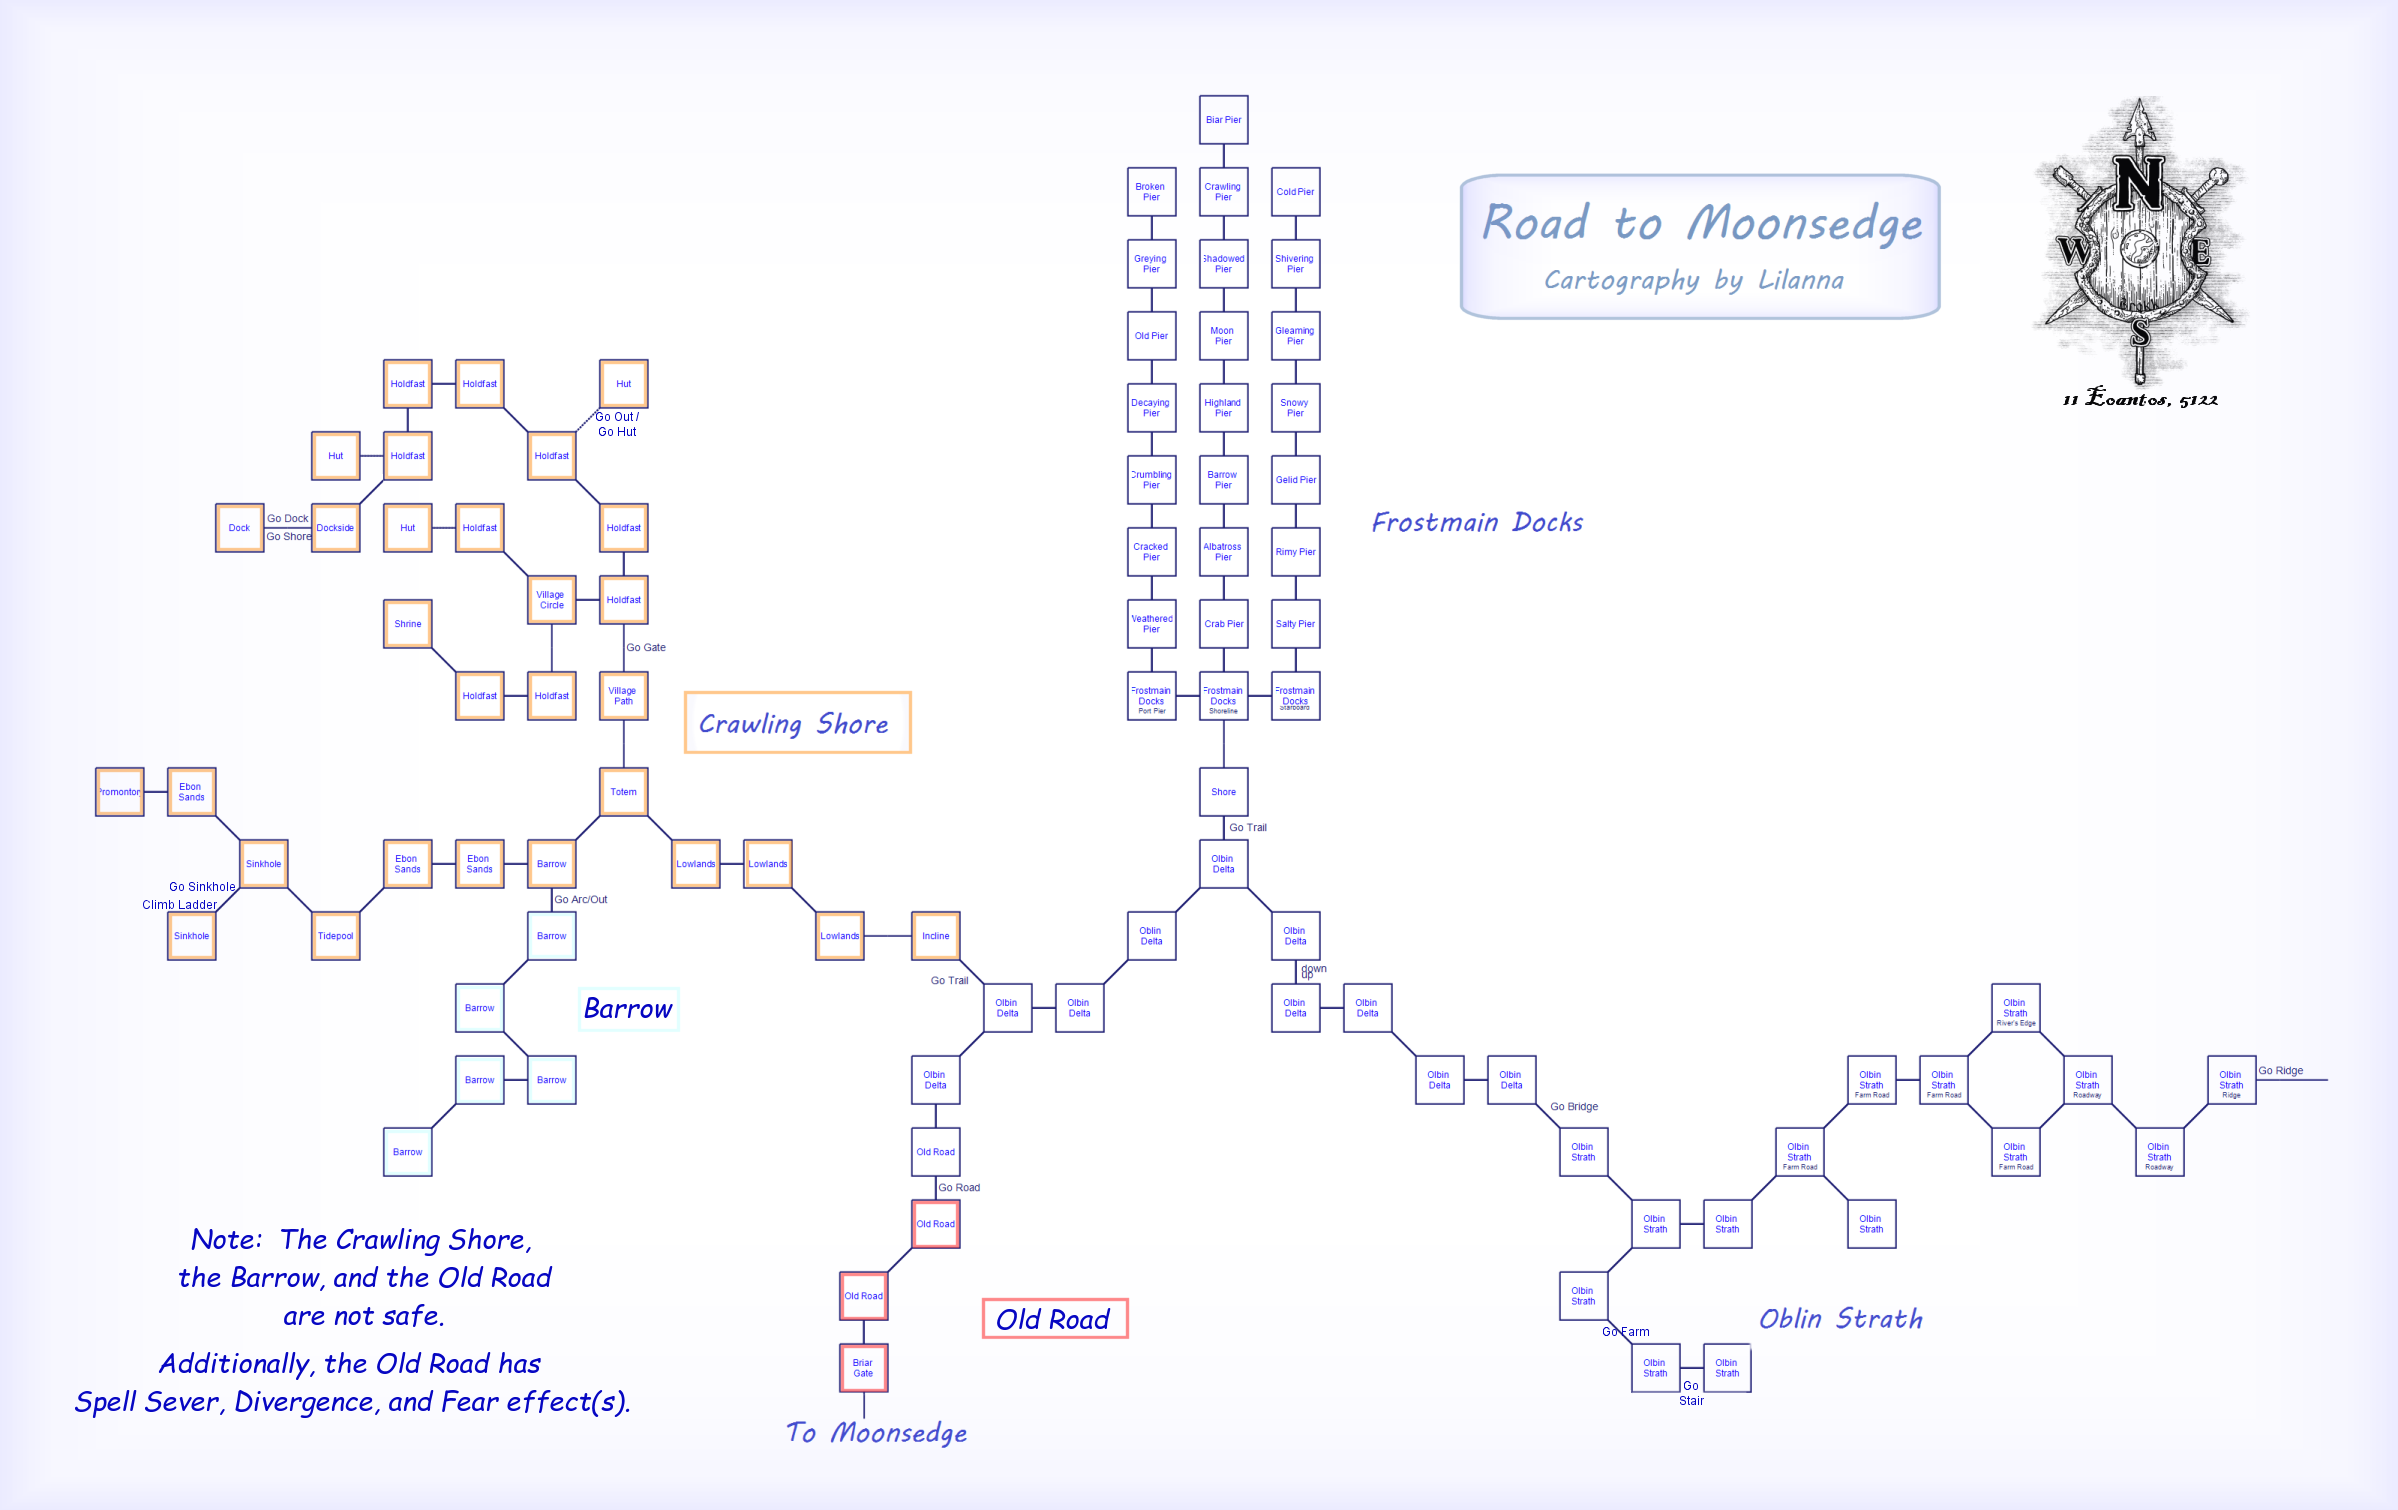 Biar Pier
Broken
Pier
Crawling
Pier
Cold Pier
Road to Moonsedge
Cartography by Lilanna
N
W
E
S
11 Eoantos, 5122
Greying
Pier
Shadowed
Pier
Shivering
Pier
Old Pier
Moon
Pier
Gleaming
Pier
Holdfast
Holdfast
Hut
Go Out /
Go Hut
Decaying
Pier
Highland
Pier
Snowy
Pier
Hut
Holdfast
Holdfast
Crumbling
Pier
Barrow
Pier
Gelid Pier
Dock
Go Dock
Go Shore
Dockside
Hut
Holdfast
Holdfast
Cracked
Pier
Albatross
Pier
Rimy Pier
Frostmain Docks
Village
Circle
Holdfast
Shrine
Weathered
Pier
Crab Pier
Salty Pier
Go Gate
Holdfast
Holdfast
Village
Path
Frostmain
Docks
Port Pier
Frostmain
Docks
Shoreline
Frostmain
Docks
Starboard
Crawling Shore
Promontory
Ebon
Sands
Totem
Shore
Go Trail
Sinkhole
Ebon
Sands
Ebon
Sands
Barrow
Lowlands
Lowlands
Olbin
Delta
Go Sinkhole
Climb Ladder
Go Arc/Out
Sinkhole
Tidepool
Barrow
Lowlands
Incline
Oblin
Delta
Olbin
Delta
down
up
Go Trail
Barrow
Barrow
Olbin
Delta
Olbin
Delta
Olbin
Delta
Olbin
Delta
Olbin
Strath
River's Edge
Barrow
Barrow
Olbin
Delta
Olbin
Delta
Olbin
Delta
Olbin
Strath
Farm Road
Olbin
Strath
Farm Road
Olbin
Strath
Roadway
Olbin
Strath
Ridge
Go Ridge
Go Bridge
Barrow
Old Road
Olbin
Strath
Olbin
Strath
Farm Road
Olbin
Strath
Farm Road
Olbin
Strath
Roadway
Go Road
Old Road
Olbin
Strath
Olbin
Strath
Olbin
Strath
Note: The Crawling Shore,
the Barrow, and the Old Road
are not safe.
Old Road
Olbin
Strath
Old Road
Oblin Strath
Go Farm
Additionally, the Old Road has
Spell Sever, Divergence, and Fear effect(s).
Briar
Gate
Olbin
Strath
Olbin
Strath
Go
Stair
To Moonsedge